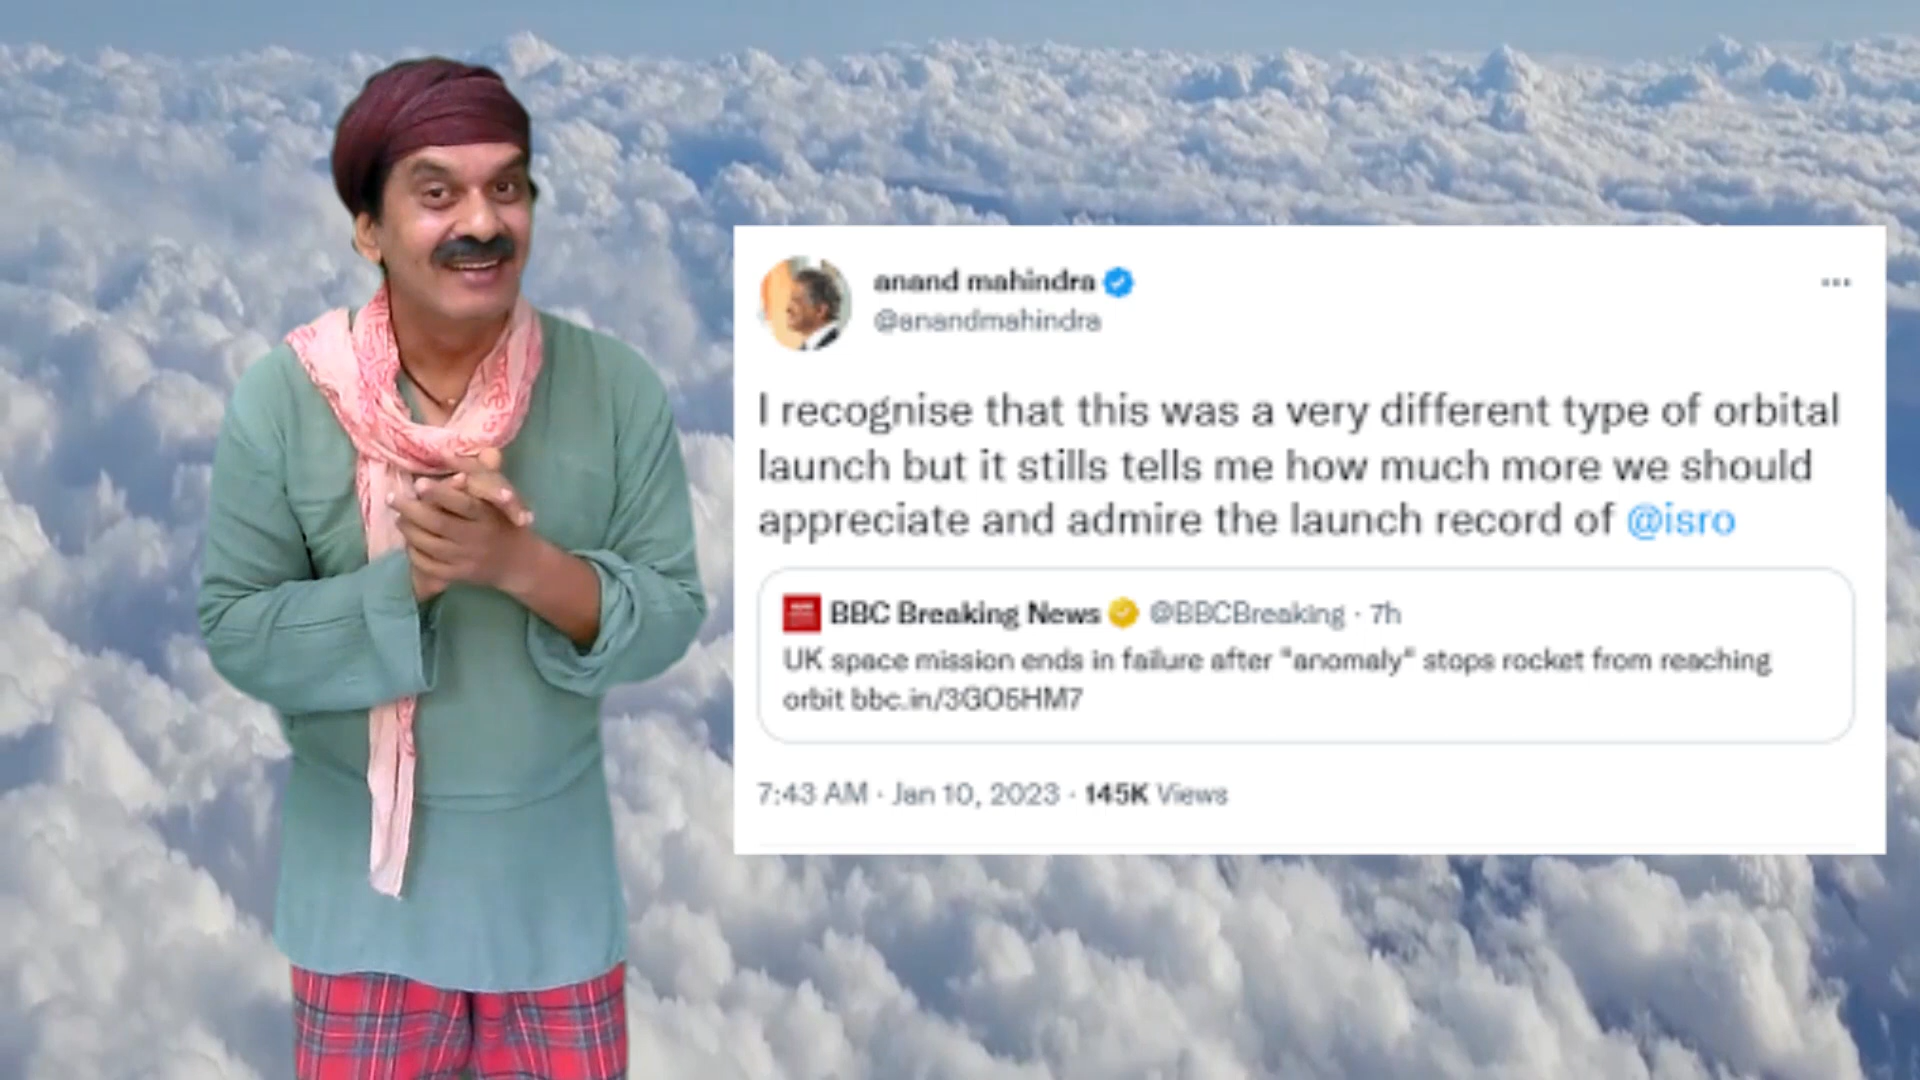 anand mahindra
@anandmahindra
I recognise that this was a very different type of orbital
launch but it stills tells me how much more we should
appreciate and admire the launch record of @isro
BBC Breaking News @BBCBreaking · 7h
UK space mission ends in failure after "anomaly" stops rocket from reaching
orbit bbc.in/3GO5HM7
7:43 AM · Jan 10, 2023 · 145K Views